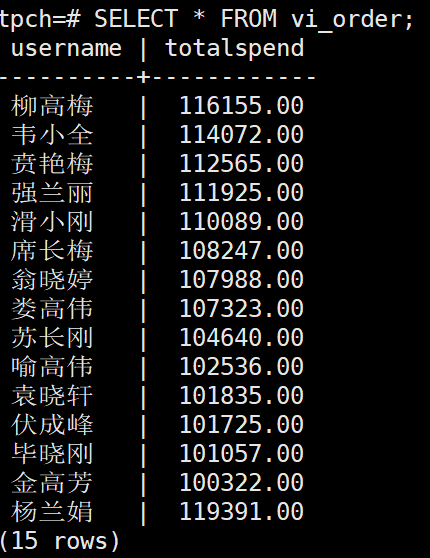 tpch=# SELECT * FROM vi_order;
username | totalspend
----------+------------
柳高梅 | 116155.00
韦小全 | 114072.00
贲艳梅 | 112565.00
强兰丽 | 111925.00
滑小刚 | 110089.00
席长梅 | 108247.00
翁晓婷 | 107988.00
娄高伟 | 107323.00
苏长刚 | 104640.00
喻高伟 | 102536.00
袁晓轩 | 101835.00
伏成峰 | 101725.00
毕晓刚 | 101057.00
金高芳 | 100322.00
杨兰娟 | 119391.00
(15 rows)